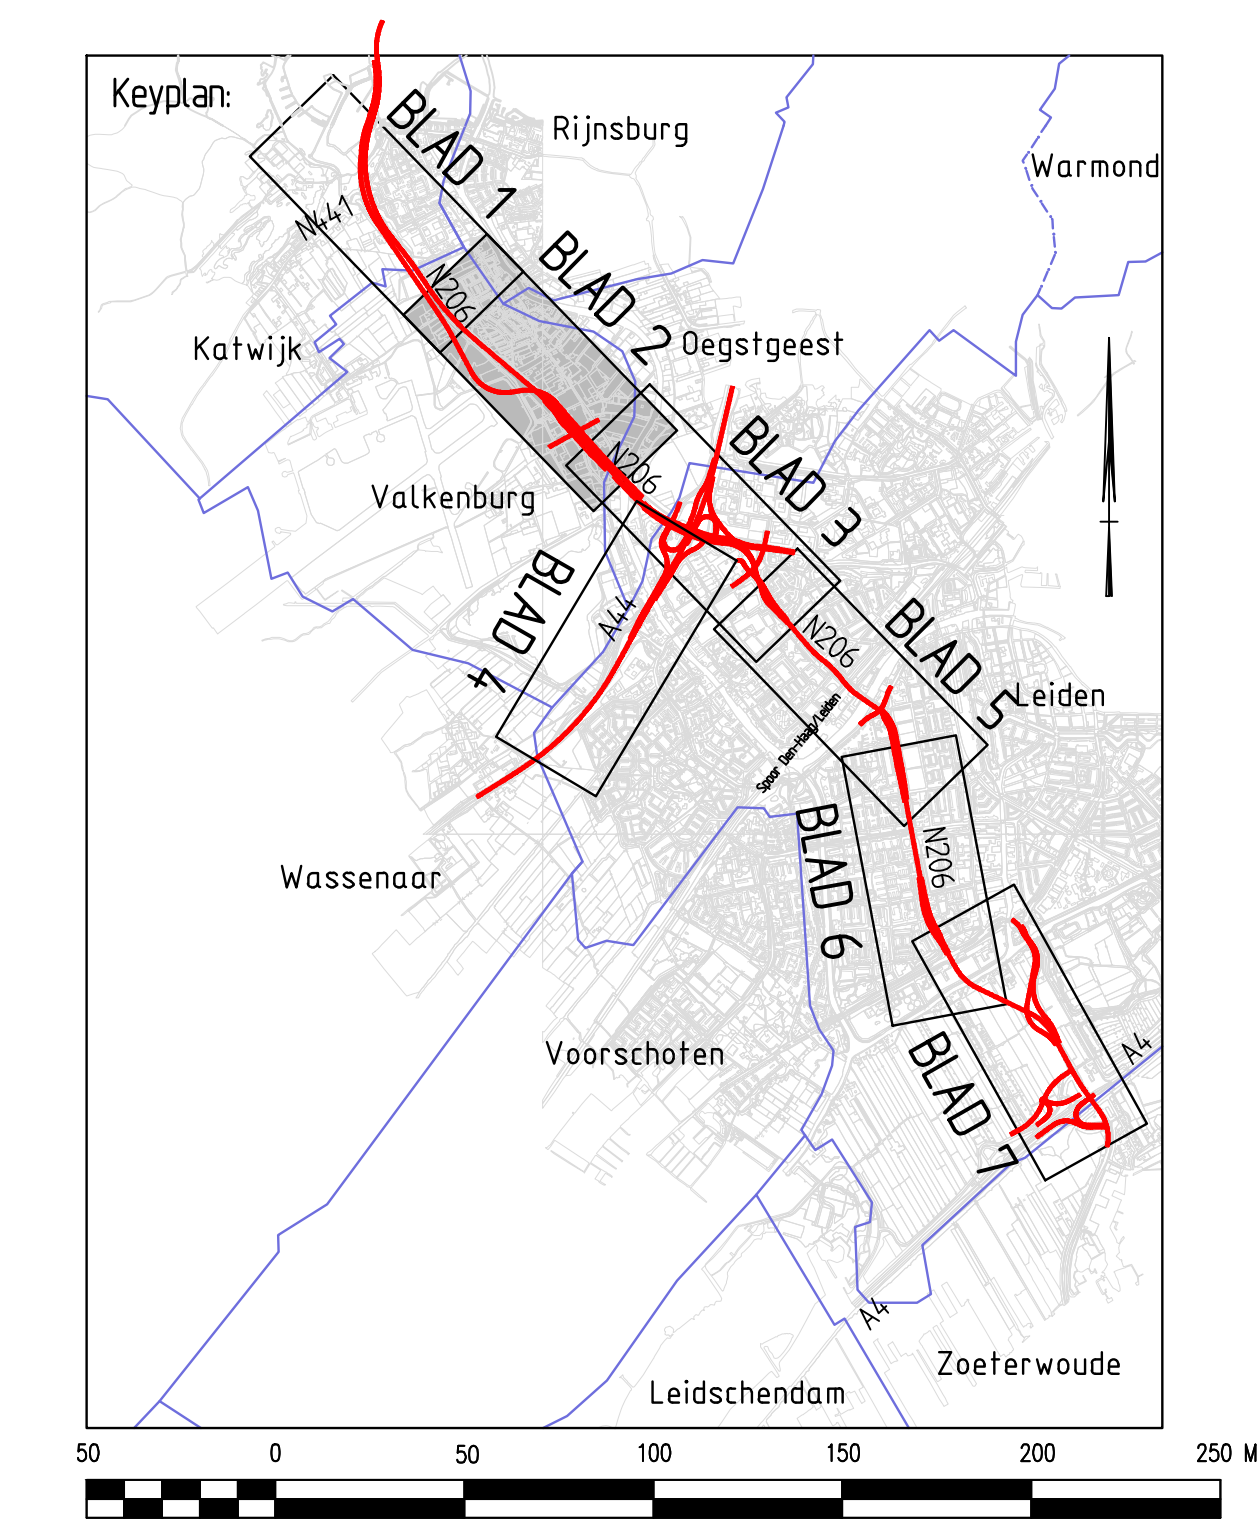 Keyplan:
BLAD 1
Rijnsburg
Warmond
N441
BLAD 2
N206
Katwijk
Oegstgeest
BLAD 3
N206
Valkenburg
BLAD 4
A44
N206
BLAD 5
Leiden
Spoor Den-Haag/Leiden
BLAD 6
N206
Wassenaar
Voorschoten
BLAD 7
A4
A4
Zoeterwoude
Leidschendam
50 0 50 100 150 200 250 M